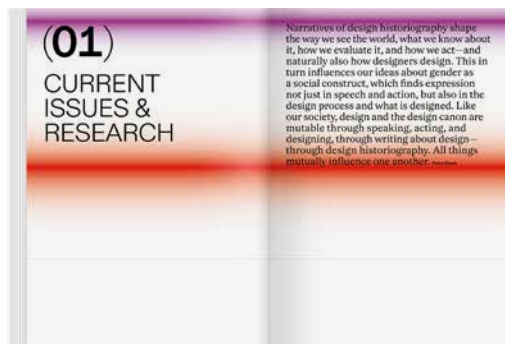 (01)
CURRENT
ISSUES &
RESEARCH
Narratives of design historiography shape
the way we see the world, what we know about
it, how we evaluate it, and how we act—and
naturally also how designers design. This in
turn influences our ideas about gender as
a social construct, which finds expression
not just in speech and action, but also in the
design process and what is designed. Like
our society, design and the design canon are
mutable through speaking, acting, and
designing, through writing about design—
through design historiography. All things
mutually influence one another.